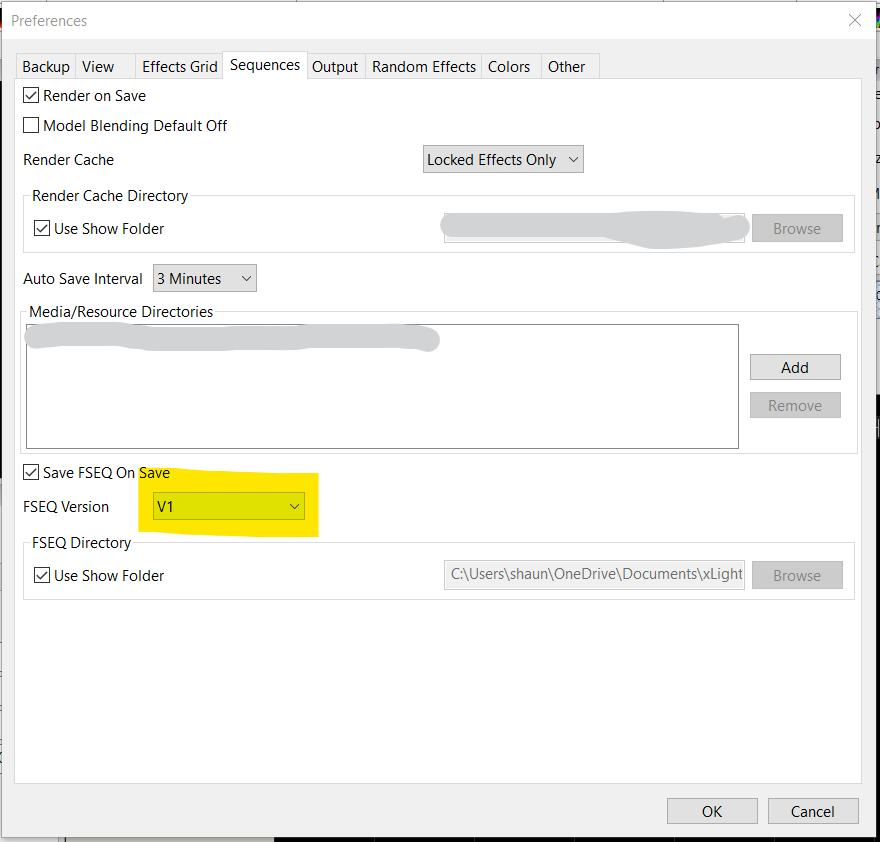 Preferences
Backup View Effects Grid Sequences Output Random Effects Colors Other
Render on Save
Model Blending Default Off
Render Cache Locked Effects Only
Render Cache Directory
Use Show Folder Browse
Auto Save Interval 3 Minutes
Media/Resource Directories
Add
Remove
Save FSEQ On Save
FSEQ Version V1
FSEQ Directory
Use Show Folder C:\Users\shaun\OneDrive\Documents\xLight Browse
OK Cancel